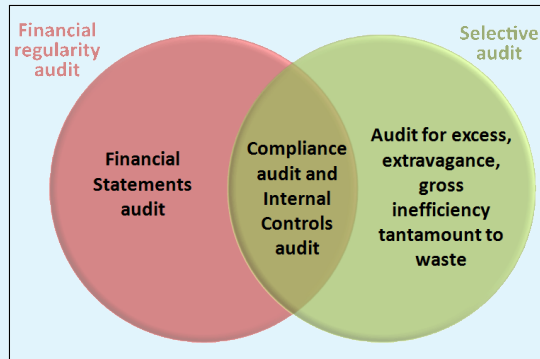 Financial
regularity
audit
Selective
audit
Financial
Statements
audit
Compliance
audit and
Internal
Controls
audit
Audit for excess,
extravagance,
gross
inefficiency
tantamount to
waste